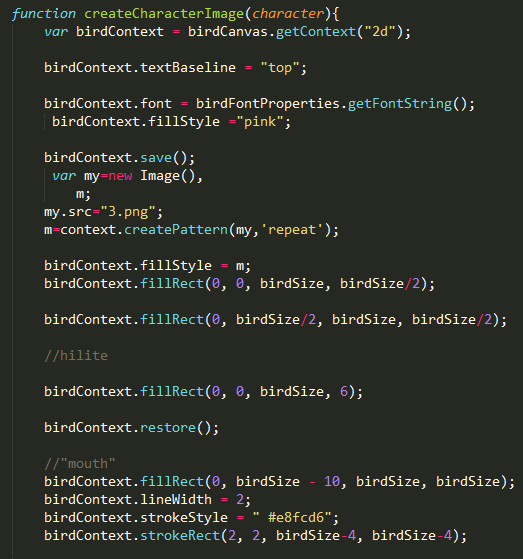 function createCharacterImage(character){
var birdContext = birdCanvas.getContext("2d");
birdContext.textBaseline = "top";
birdContext.font = birdFontProperties.getFontString();
birdContext.fillStyle ="pink";
birdContext.save();
var my=new Image(),
m;
my.src="3.png";
m=context.createPattern(my,'repeat');
birdContext.fillStyle = m;
birdContext.fillRect(0, 0, birdSize, birdSize/2);
birdContext.fillRect(0, birdSize/2, birdSize, birdSize/2);
//hilite
birdContext.fillRect(0, 0, birdSize, 6);
birdContext.restore();
//"mouth"
birdContext.fillRect(0, birdSize - 10, birdSize, birdSize);
birdContext.lineWidth = 2;
birdContext.strokeStyle = " #e8fcd6";
birdContext.strokeRect(2, 2, birdSize-4, birdSize-4);